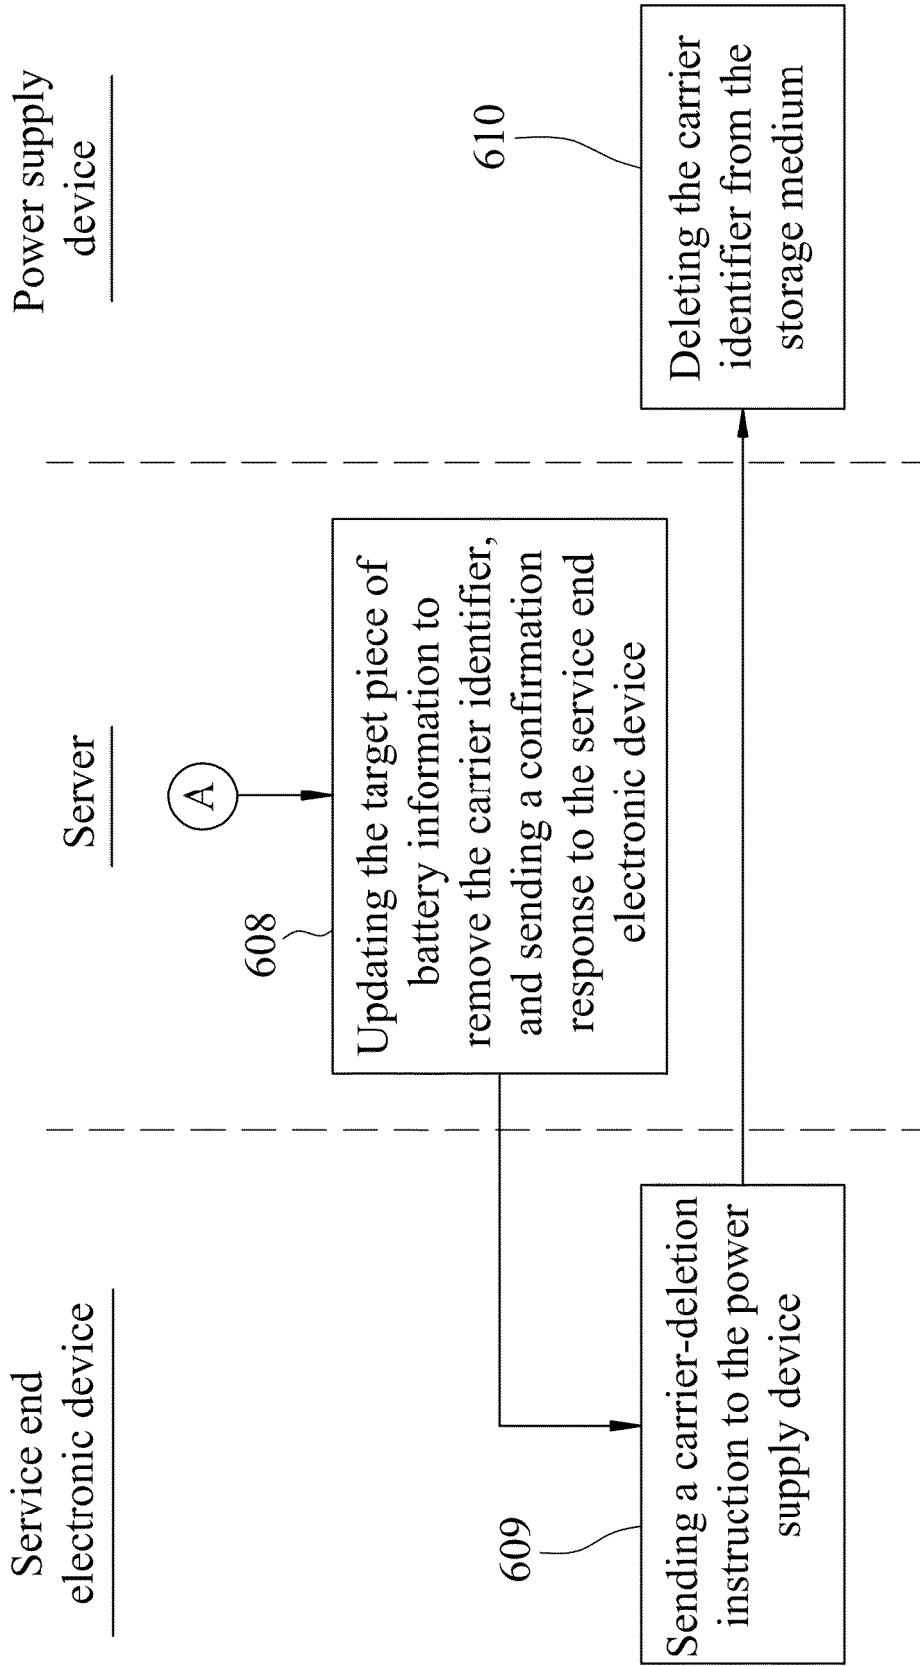 Service end
electronic device
Server
Power supply
device
A
608
Updating the target piece of
battery information to
remove the carrier identifier,
and sending a confirmation
response to the service end
electronic device
609
Sending a carrier-deletion
instruction to the power
supply device
610
Deleting the carrier
identifier from the
storage medium